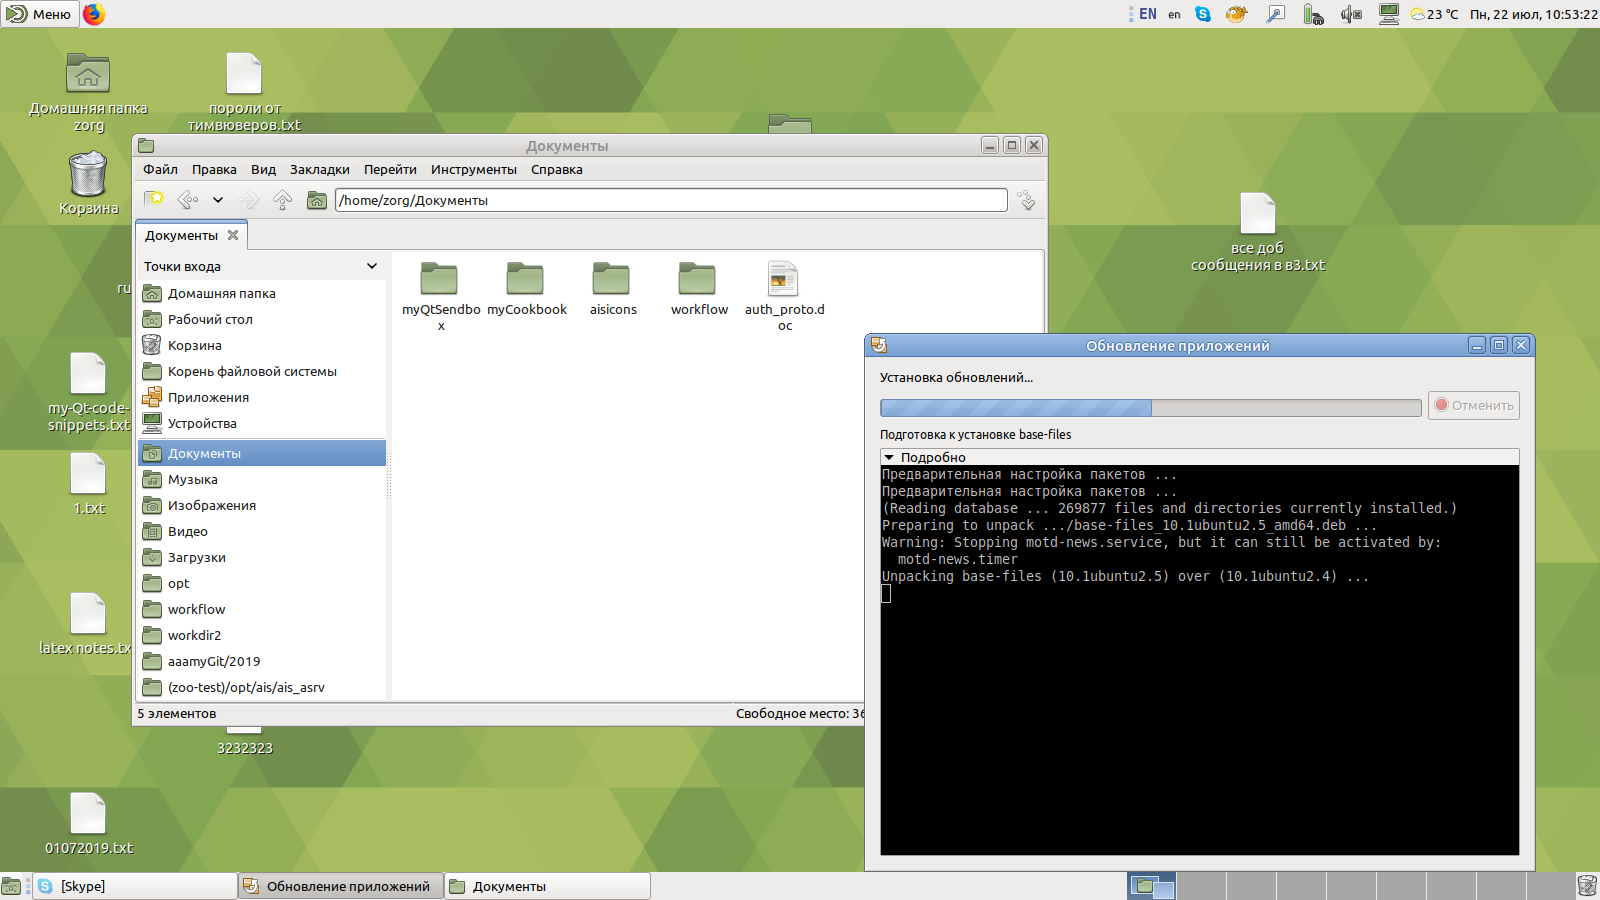 Меню
EN
en
23 °C
Пн, 22 июл, 10:53:22
Домашняя папка
zorg
пороли от
тимвюверов.txt
Корзина
все доб
сообщения в вЗ.txt
ru
my-Qt-code-
snippets.txt
1.txt
latex notes.tx
3232323
01072019.txt
Документы
Файл
Правка
Вид
Закладки
Перейти
Инструменты
Справка
/home/zorg/Документы
Документы
Точки входа
Домашняя папка
Рабочий стол
Корзина
Корень файловой системы
Приложения
Устройства
Документы
Музыка
Изображения
Видео
Загрузки
opt
workflow
workdir2
aaamyGit/2019
(zoo-test)/opt/ais/ais_asrv
myQtSendbo
x
myCookbook
aisicons
workflow
auth_proto.d
oc
5 элементов
Свободное место: 36
Обновление приложений
Установка обновлений...
Отменить
Подготовка к установке base-files
Подробно
Предварительная настройка пакетов ...
Предварительная настройка пакетов ...
(Reading database ... 269877 files and directories currently installed.)
Preparing to unpack .../base-files_10.1ubuntu2.5_amd64.deb ...
Warning: Stopping motd-news.service, but it can still be activated by:
motd-news.timer
Unpacking base-files (10.1ubuntu2.5) over (10.1ubuntu2.4) ...
[Skype]
Обновление приложений
Документы